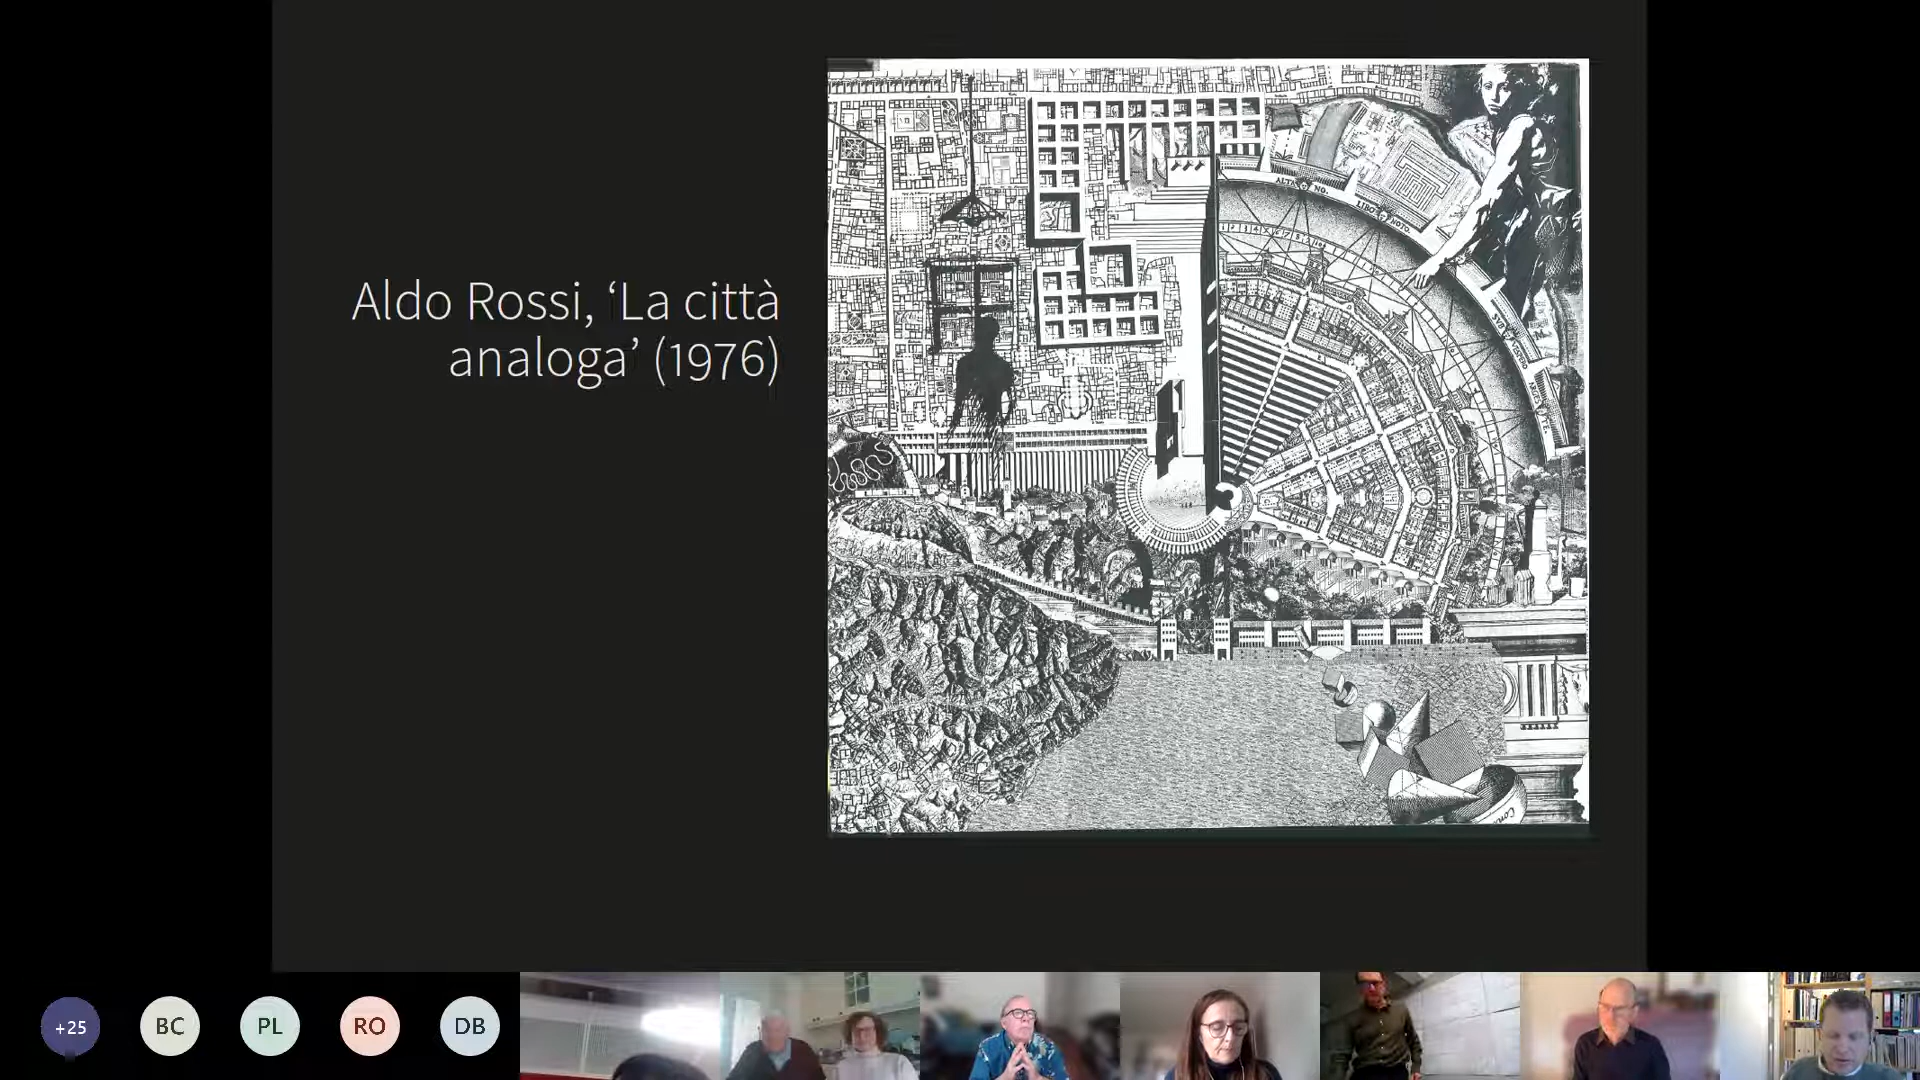 Aldo Rossi, ‘La città
analoga’ (1976)
+25
BC
PL
RO
DB